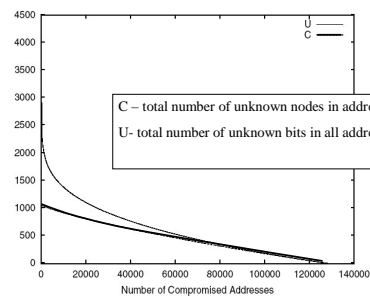 4500
4000
3500
3000
2500
2000
1500
1000
500
0
U
C
C – total number of unknown nodes in addre
U- total number of unknown bits in all addre
0 20000 40000 60000 80000 100000 120000 140000
Number of Compromised Addresses